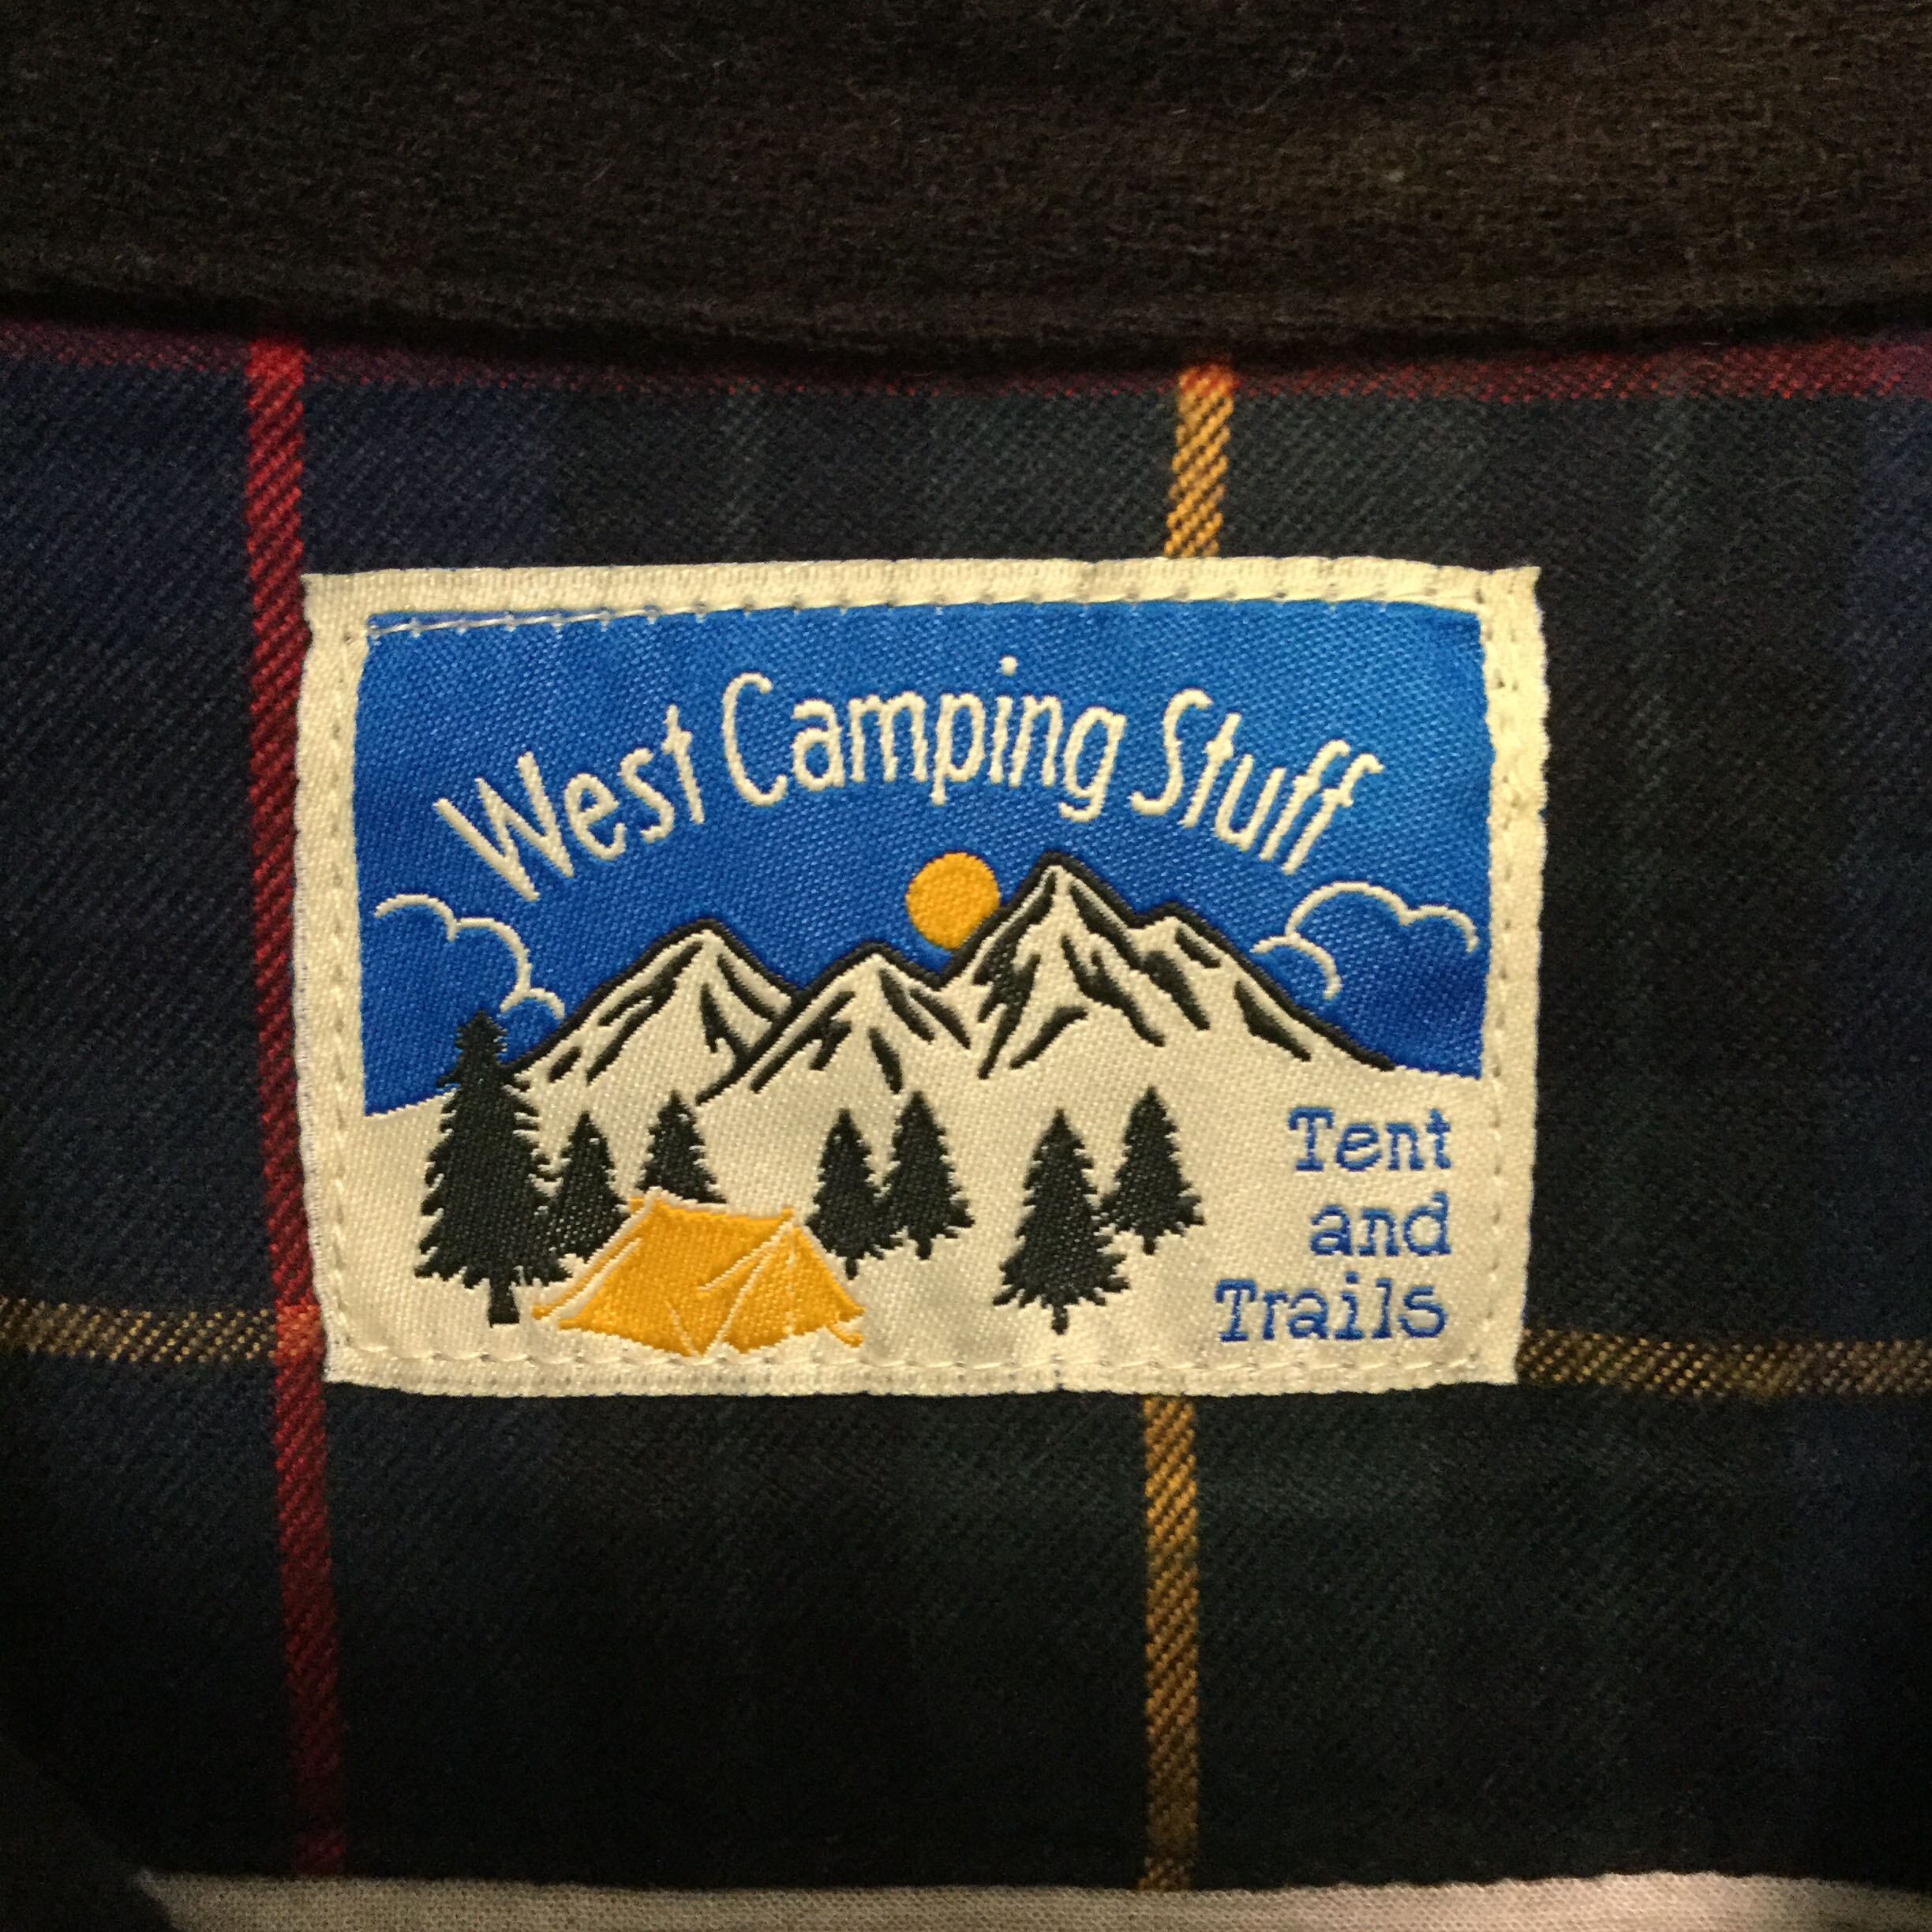 West Camping Stuff
Tent
and
Trails